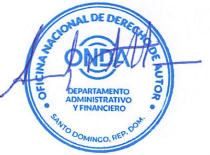 OFICINA NACIONAL DE DERECHO DE AUTOR
ONDA
DEPARTAMENTO
ADMINISTRATIVO
Y FINANCIERO
SANTO DOMINGO, REP. DOM.